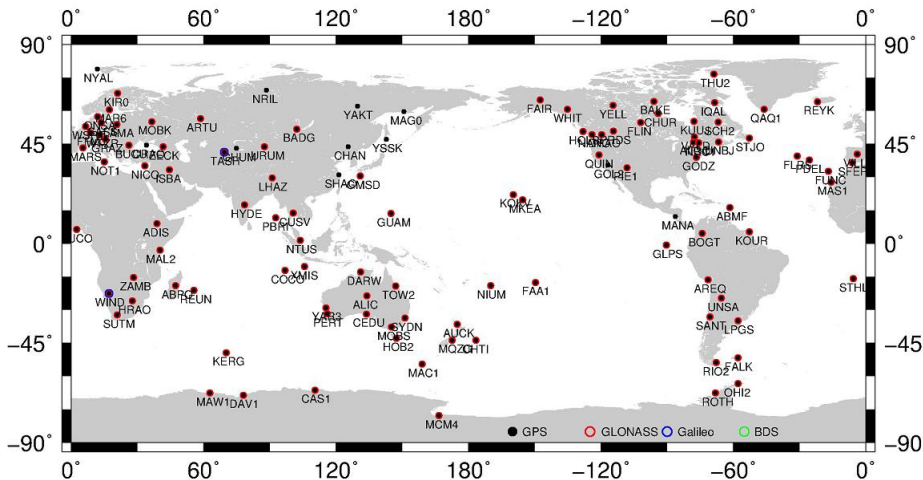 0° 60° 120° 180° −120° −60° 0°
90° 90°
NYAL
THU2
KIR0
NRIL
FAIR
BAKE
REYK
YAKT
MAG0
WHIT
YELL
IQAL
QAQ1
MOBK
ARTU
FLIN
CHUR
SCH2
BADG
STJO
45° 45°
MARS
CHAN
YSSK
URUM
GODZ
NOT1
NICO
TASH
SHAO
GMSD
PIE1
ISBA
LHAZ
MAS1
HYDE
KOKV
MKEA
PBRI
CUSV
GUAM
MANA
ABMF
ADIS
BOGT
KOUR
0° 0°
MAL2
NTUS
GLPS
COCO
XMIS
DARW
ZAMB
AREQ
STHL
WIND
ABPO
REUN
TOW2
NIUM
FAA1
HRAO
ALIC
UNSA
SUTM
YAR3
PERT
CEDU
SYDN
SANT
LPGS
MOBS
AUCK
HOB2
MQZG
CHTI
−45° −45°
KERG
MAC1
RIO2
FALK
MAW1
DAV1
CAS1
OHI2
ROTH
MCM4
GPS GLONASS Galileo BDS
−90° −90°
0° 60° 120° 180° −120° −60° 0°